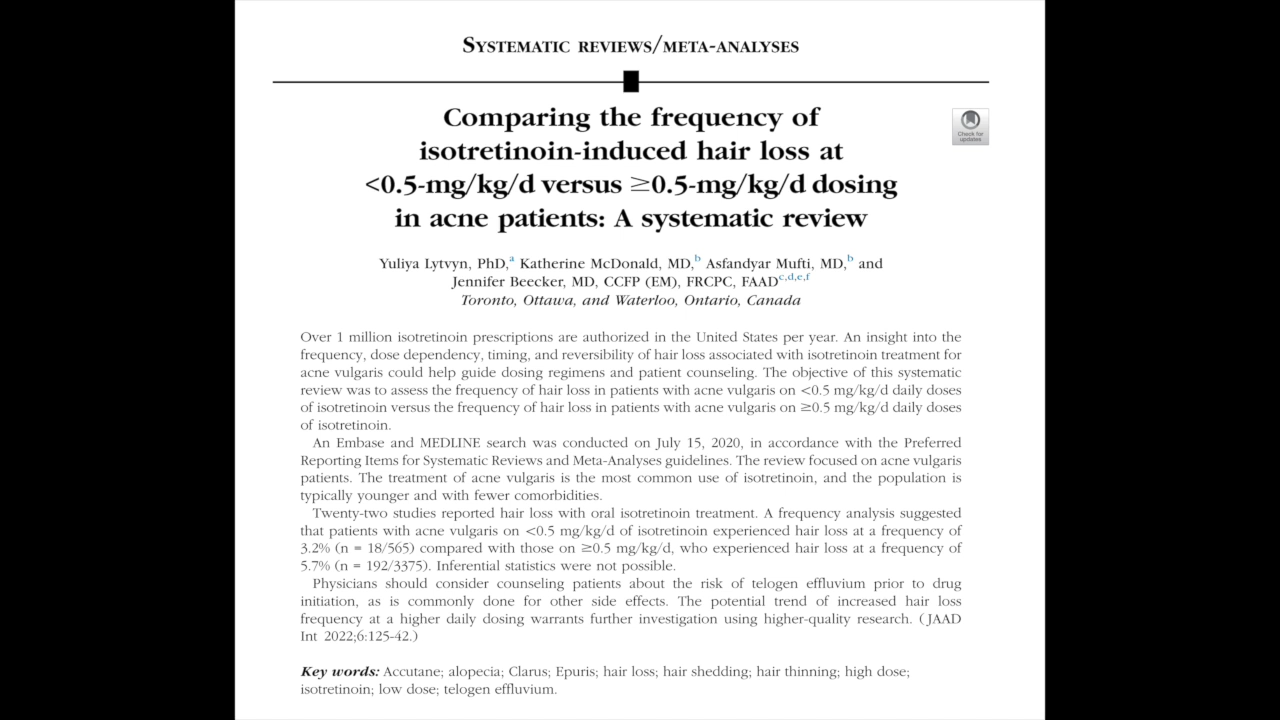 SYSTEMATIC REVIEWS/META-ANALYSES
Comparing the frequency of
isotretinoin-induced hair loss at
<0.5-mg/kg/d versus ≥0.5-mg/kg/d dosing
in acne patients: A systematic review
Check for
updates
Yuliya Lytvyn, PhD,a Katherine McDonald, MD,b Asfandyar Mufti, MD,b and
Jennifer Beecker, MD, CCFP (EM), FRCPC, FAADc,d,e,f
Toronto, Ottawa, and Waterloo, Ontario, Canada
Over 1 million isotretinoin prescriptions are authorized in the United States per year. An insight into the
frequency, dose dependency, timing, and reversibility of hair loss associated with isotretinoin treatment for
acne vulgaris could help guide dosing regimens and patient counseling. The objective of this systematic
review was to assess the frequency of hair loss in patients with acne vulgaris on <0.5 mg/kg/d daily doses
of isotretinoin versus the frequency of hair loss in patients with acne vulgaris on ≥0.5 mg/kg/d daily doses
of isotretinoin.
An Embase and MEDLINE search was conducted on July 15, 2020, in accordance with the Preferred
Reporting Items for Systematic Reviews and Meta-Analyses guidelines. The review focused on acne vulgaris
patients. The treatment of acne vulgaris is the most common use of isotretinoin, and the population is
typically younger and with fewer comorbidities.
Twenty-two studies reported hair loss with oral isotretinoin treatment. A frequency analysis suggested
that patients with acne vulgaris on <0.5 mg/kg/d of isotretinoin experienced hair loss at a frequency of
3.2% (n = 18/565) compared with those on ≥0.5 mg/kg/d, who experienced hair loss at a frequency of
5.7% (n = 192/3375). Inferential statistics were not possible.
Physicians should consider counseling patients about the risk of telogen effluvium prior to drug
initiation, as is commonly done for other side effects. The potential trend of increased hair loss
frequency at a higher daily dosing warrants further investigation using higher-quality research. ( JAAD
Int 2022;6:125-42.)
Key words: Accutane; alopecia; Clarus; Epuris; hair loss; hair shedding; hair thinning; high dose;
isotretinoin; low dose; telogen effluvium.